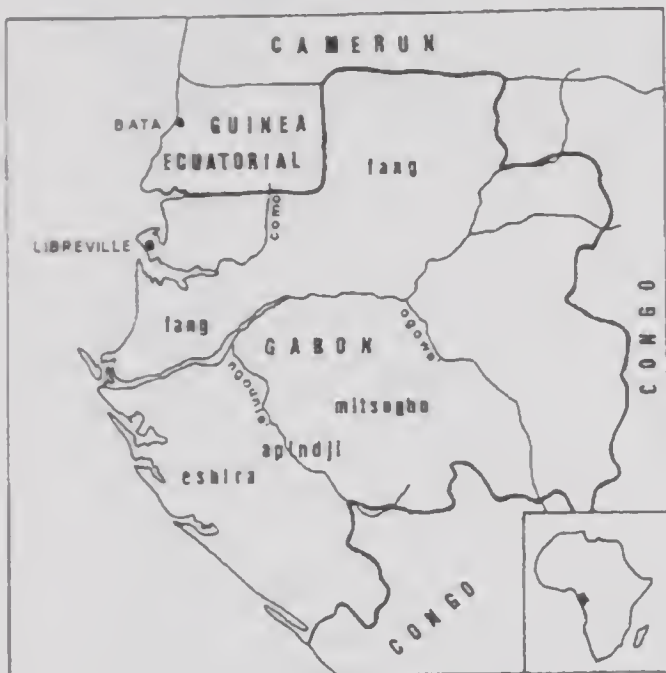 CAMERUN
BATA
GUINEA
ECUATORIAL
fang
como
LIBREVILLE
fang
GABON
ogowe
CONGO
ngounie
mitsogho
apindji
eshira
CONGO